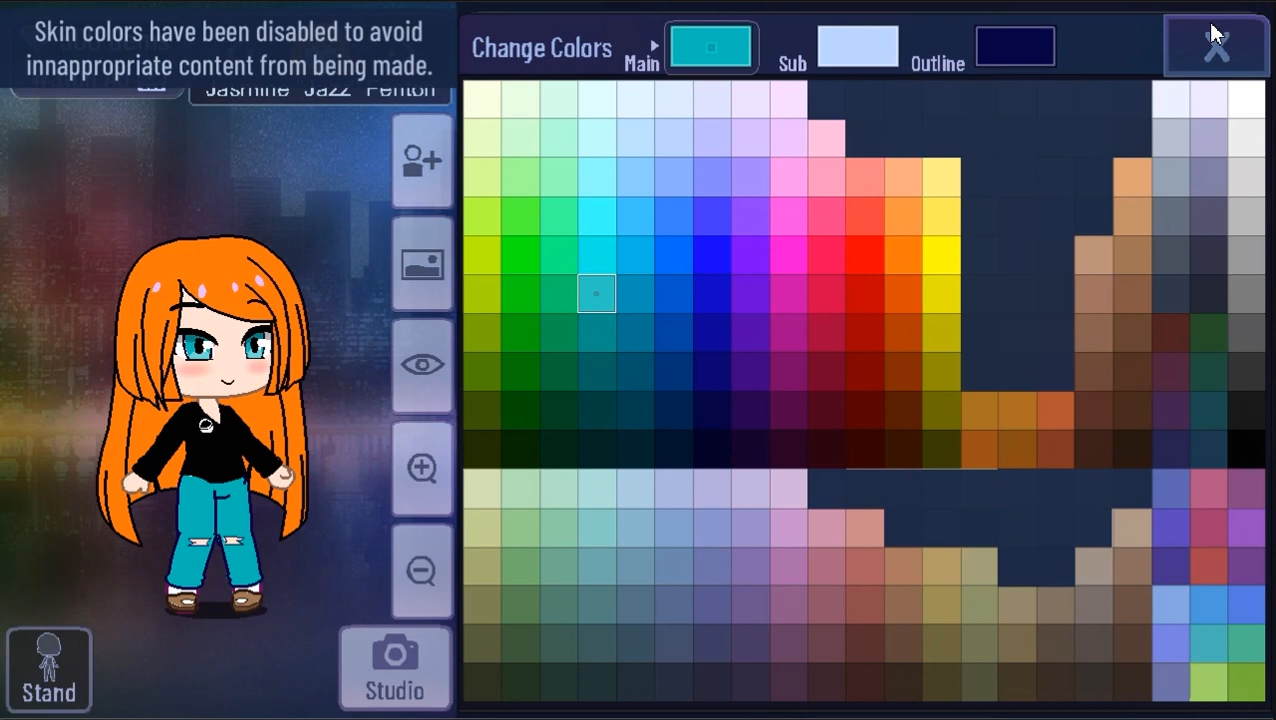 Skin colors have been disabled to avoid
innappropriate content from being made.
Jasmine "Jazz" Fenton
Change Colors
Main
Sub
Outline
X
Stand
Studio